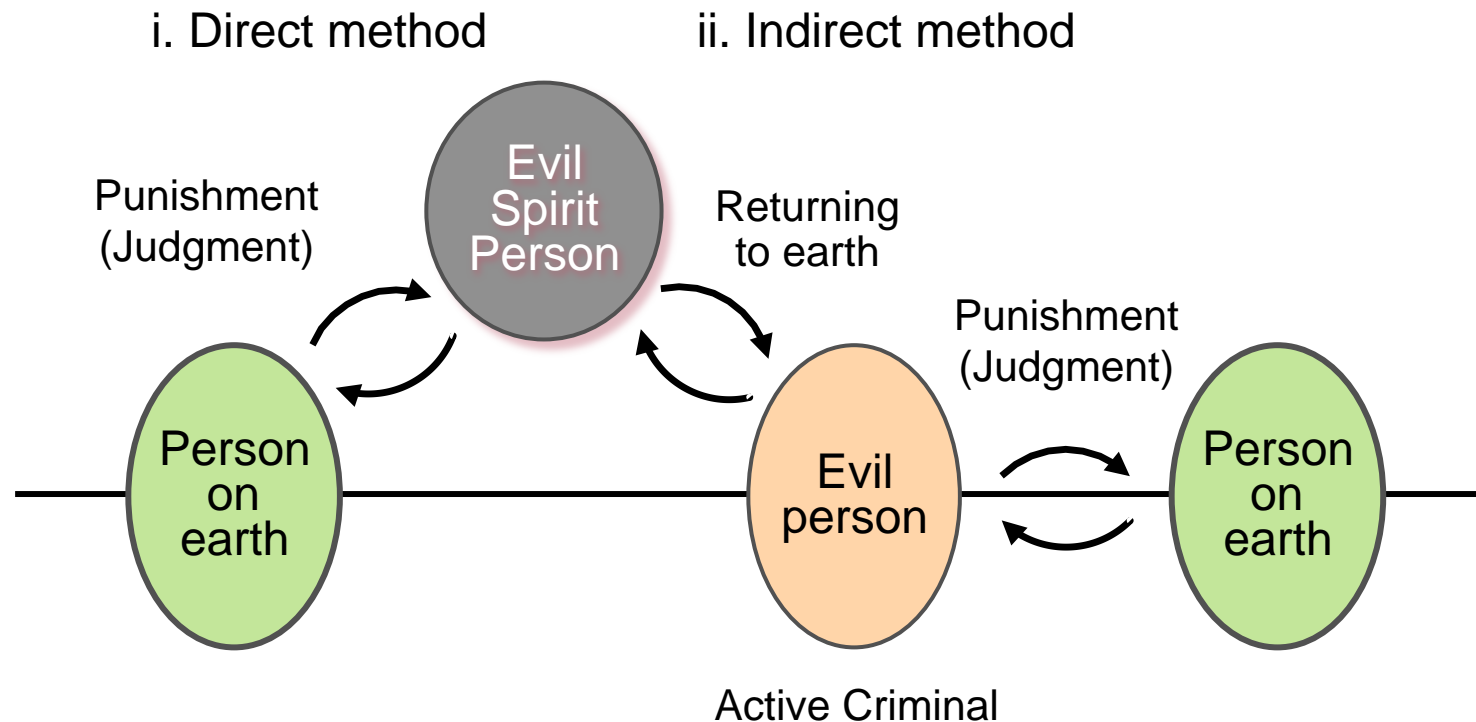 i. Direct method
ii. Indirect method
Evil
Spirit
Person
Punishment
(Judgment)
Returning
to earth
Punishment
(Judgment)
Person
on
earth
Evil
person
Person
on
earth
Active Criminal